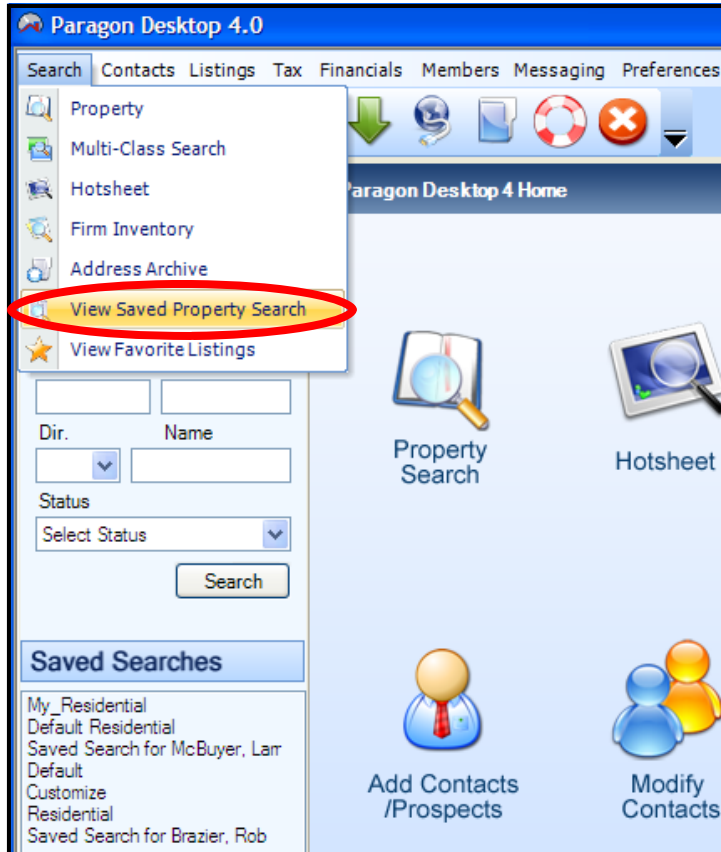 Paragon Desktop 4.0
Search Contacts Listings Tax Financials Members Messaging Preferences
Property
Multi-Class Search
Hotsheet
Firm Inventory
Address Archive
View Saved Property Search
View Favorite Listings
Paragon Desktop 4 Home
Dir. Name
Status
Select Status
Search
Saved Searches
My_Residential
Default Residential
Saved Search for McBuyer, Larr
Default
Customize
Residential
Saved Search for Brazier, Rob
Property
Search
Hotsheet
Add Contacts
/Prospects
Modify
Contacts